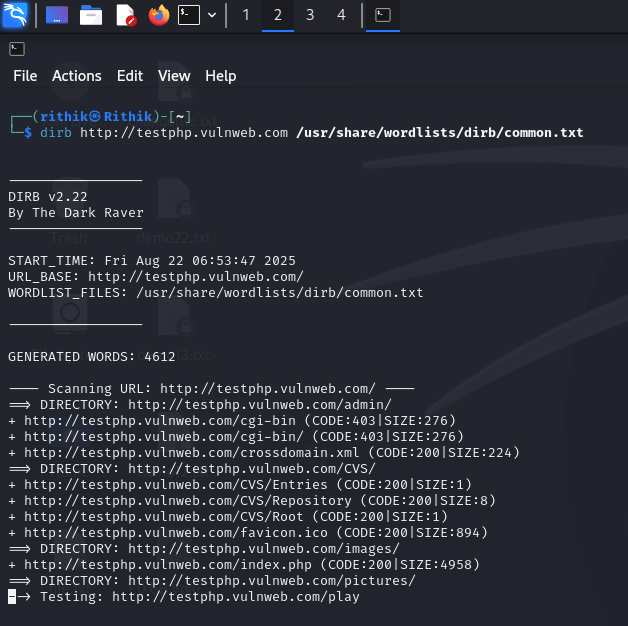 1 2 3 4
File Actions Edit View Help
┌──(rithik㉿Rithik)-[~]
└─$ dirb http://testphp.vulnweb.com /usr/share/wordlists/dirb/common.txt
-----------------
DIRB v2.22
By The Dark Raver
-----------------
START_TIME: Fri Aug 22 06:53:47 2025
URL_BASE: http://testphp.vulnweb.com/
WORDLIST_FILES: /usr/share/wordlists/dirb/common.txt
-----------------
GENERATED WORDS: 4612
---- Scanning URL: http://testphp.vulnweb.com/ ----
==> DIRECTORY: http://testphp.vulnweb.com/admin/
+ http://testphp.vulnweb.com/cgi-bin (CODE:403|SIZE:276)
+ http://testphp.vulnweb.com/cgi-bin/ (CODE:403|SIZE:276)
+ http://testphp.vulnweb.com/crossdomain.xml (CODE:200|SIZE:224)
==> DIRECTORY: http://testphp.vulnweb.com/CVS/
+ http://testphp.vulnweb.com/CVS/Entries (CODE:200|SIZE:1)
+ http://testphp.vulnweb.com/CVS/Repository (CODE:200|SIZE:8)
+ http://testphp.vulnweb.com/CVS/Root (CODE:200|SIZE:1)
+ http://testphp.vulnweb.com/favicon.ico (CODE:200|SIZE:894)
==> DIRECTORY: http://testphp.vulnweb.com/images/
+ http://testphp.vulnweb.com/index.php (CODE:200|SIZE:4958)
==> DIRECTORY: http://testphp.vulnweb.com/pictures/
--> Testing: http://testphp.vulnweb.com/play
Trash
demo22.txt